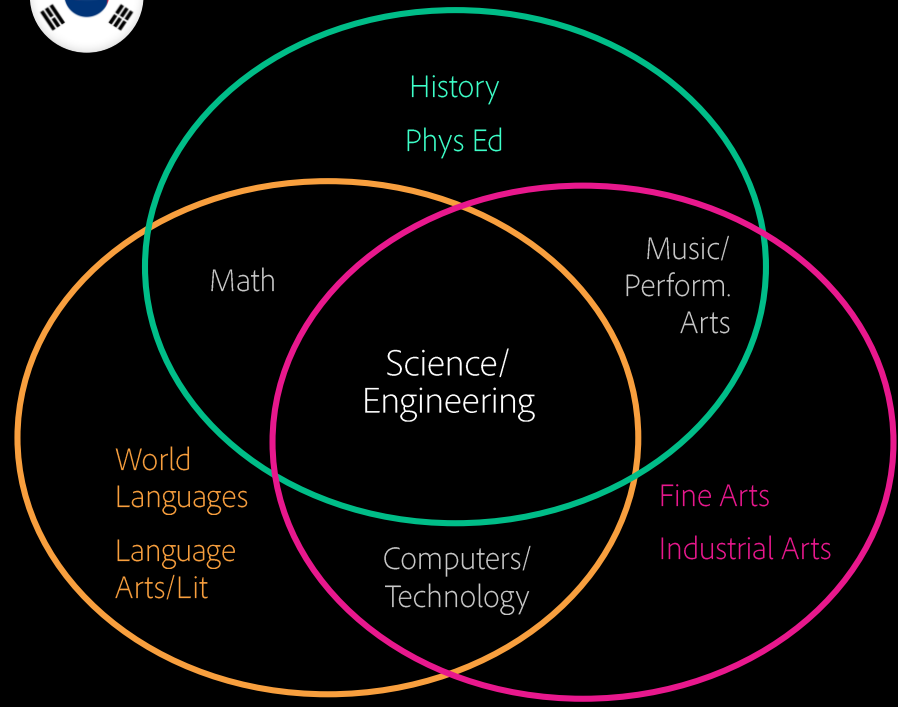 History
Phys Ed
Math
Music/
Perform.
Arts
Science/
Engineering
World
Languages
Language
Arts/Lit
Computers/
Technology
Fine Arts
Industrial Arts